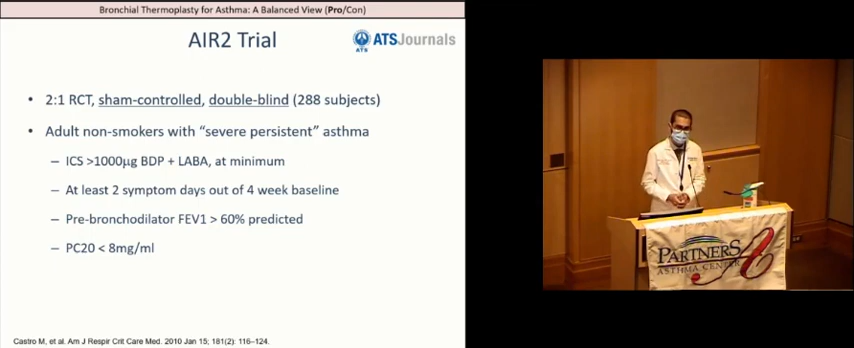 Bronchial Thermoplasty for Asthma: A Balanced View (Pro/Con)
AIR2 Trial
ATS
ATSJournals
• 2:1 RCT, sham-controlled, double-blind (288 subjects)
• Adult non-smokers with “severe persistent” asthma
– ICS >1000µg BDP + LABA, at minimum
– At least 2 symptom days out of 4 week baseline
– Pre-bronchodilator FEV1 > 60% predicted
– PC20 < 8mg/ml
Castro M, et al. Am J Respir Crit Care Med. 2010 Jan 15; 181(2): 116–124.
PARTNERS
ASTHMA CENTER